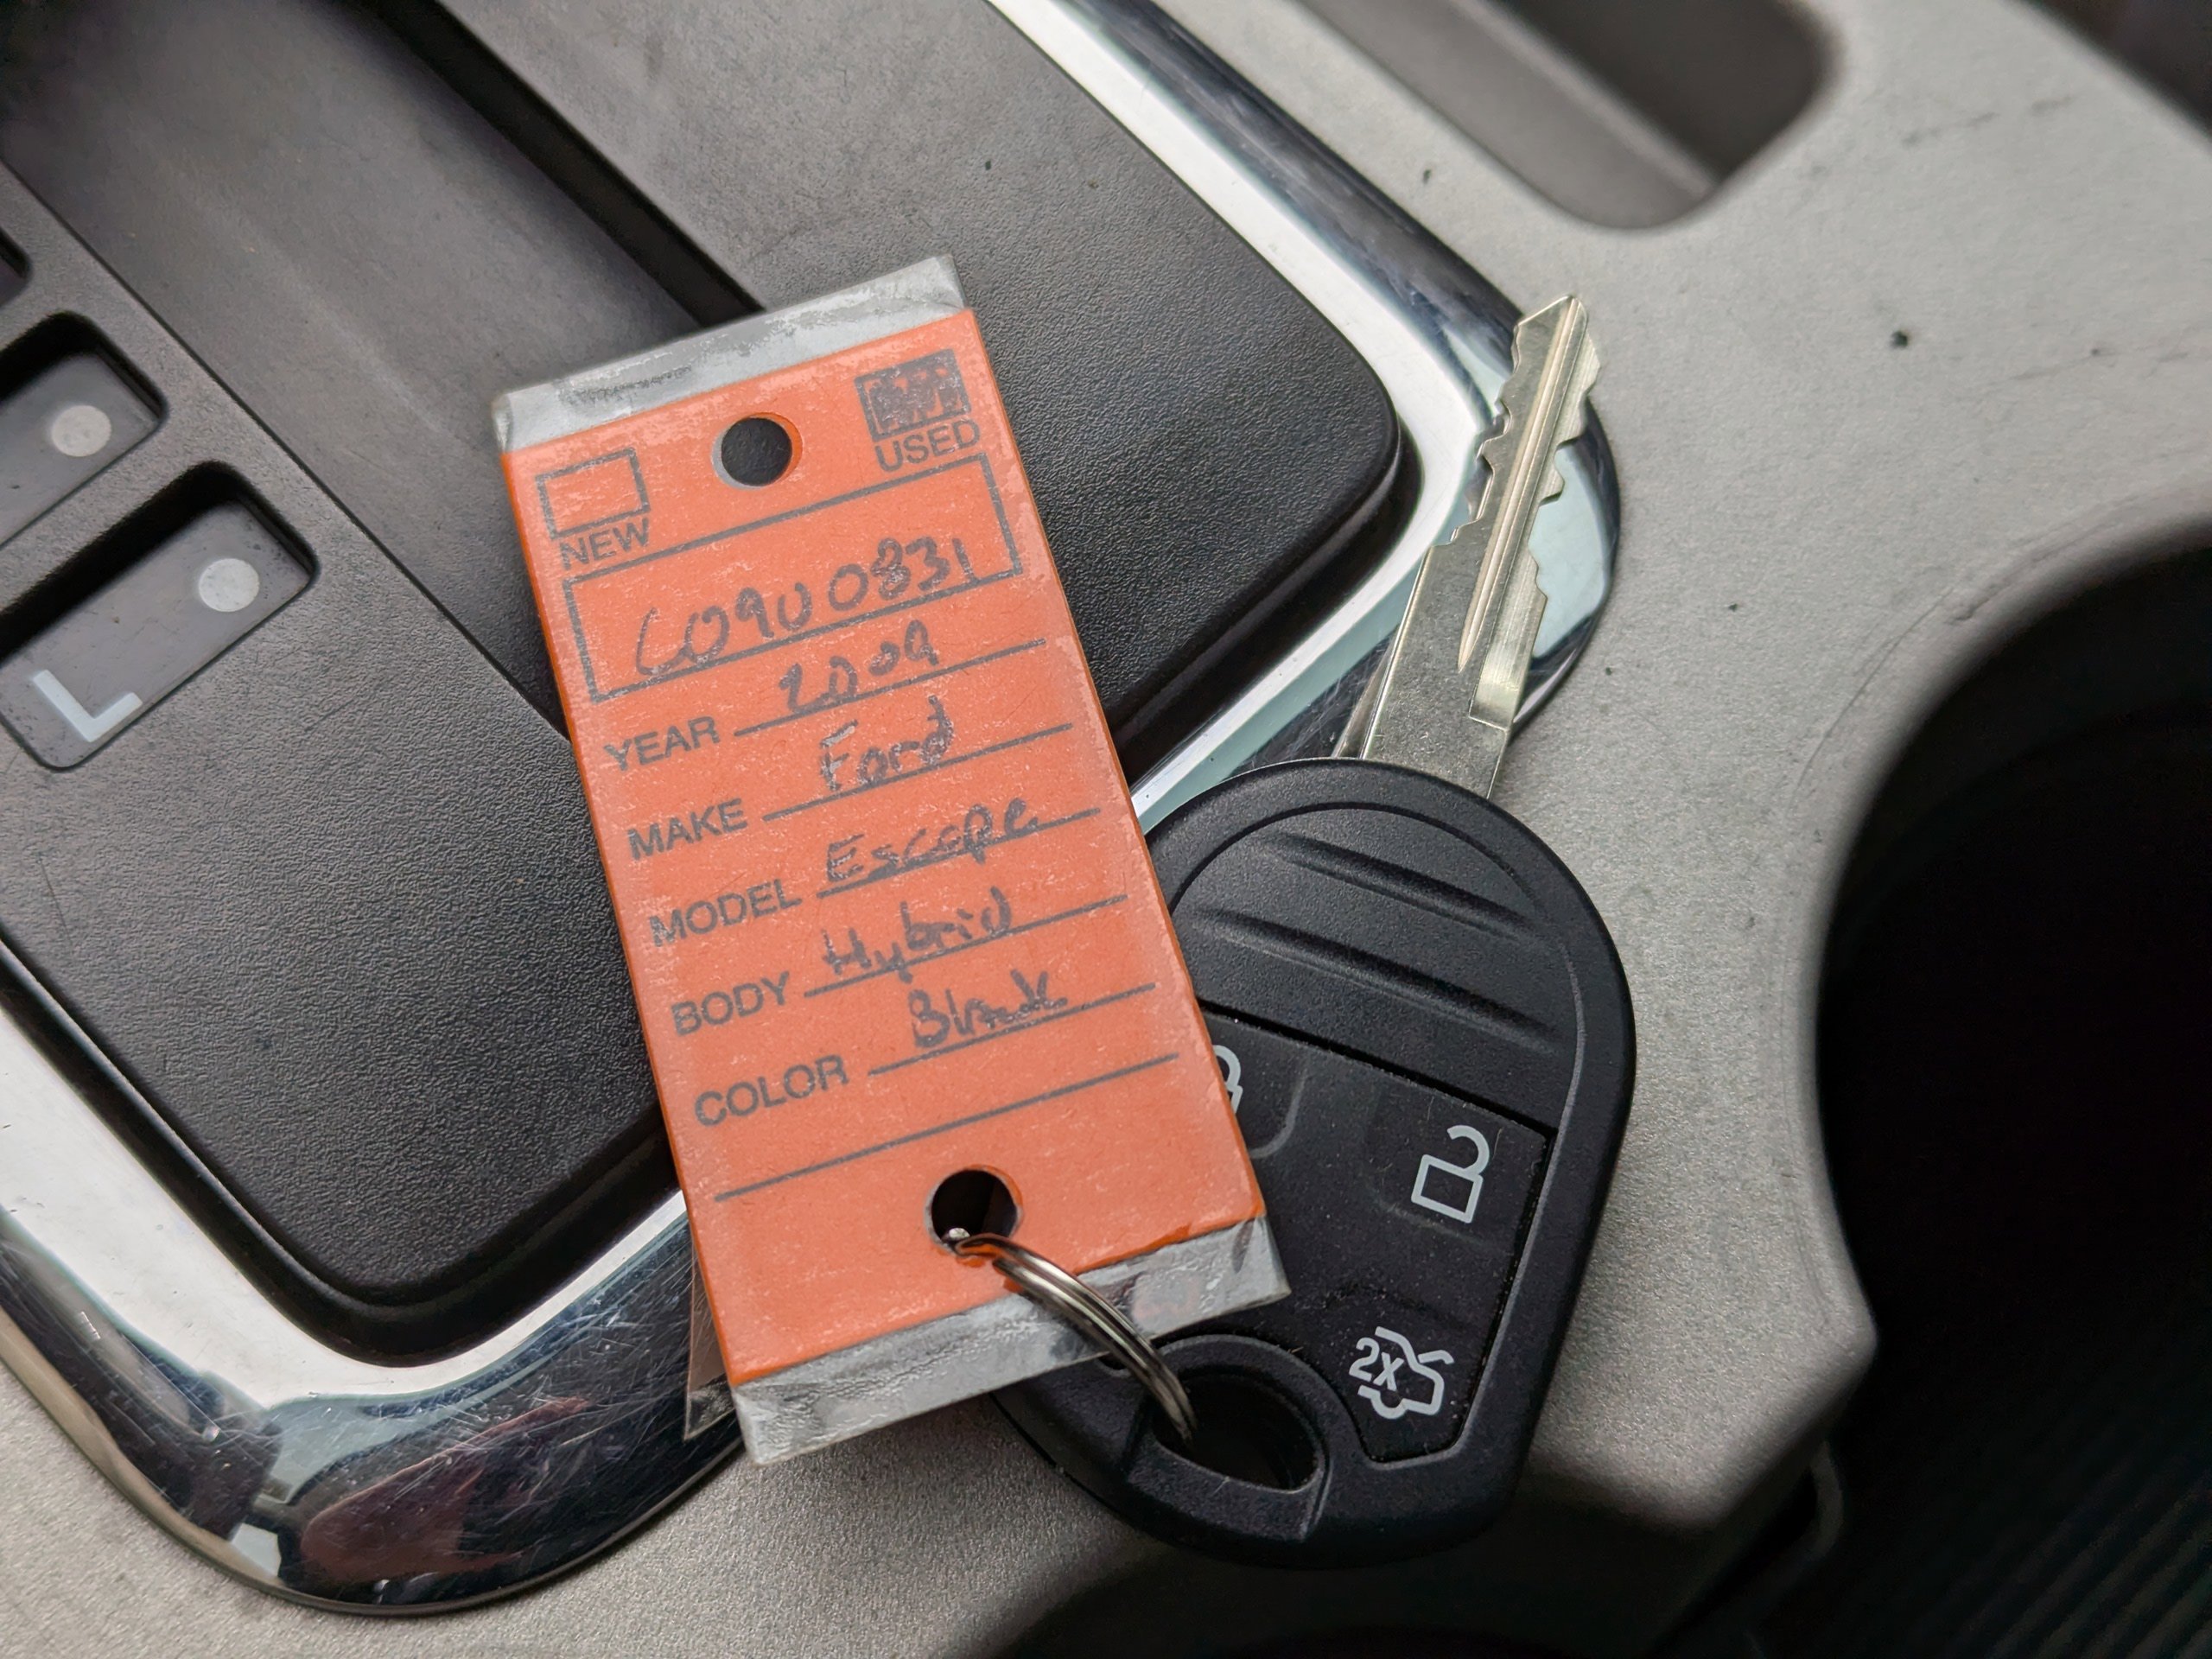 NEW
USED
C09U0831
YEAR 2009
MAKE Ford
MODEL Escape
BODY Hybrid
COLOR Black
L
2x